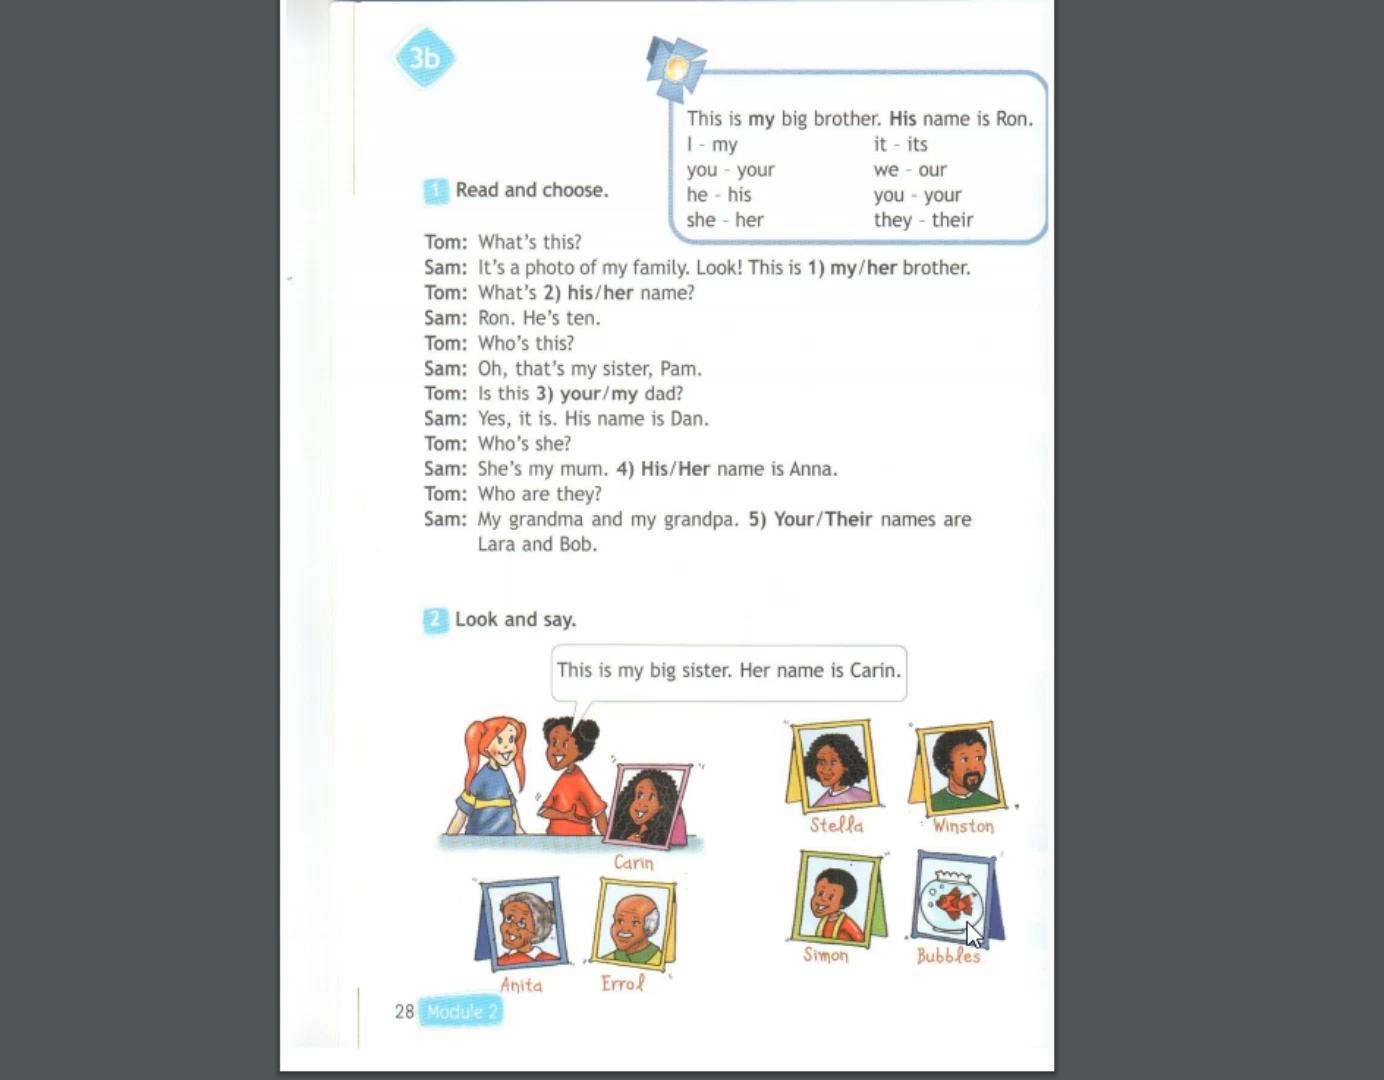 3b
This is my big brother. His name is Ron.
I - my it - its
you - your we - our
he - his you - your
she - her they - their
1 Read and choose.
Tom: What's this?
Sam: It's a photo of my family. Look! This is 1) my/her brother.
Tom: What's 2) his/her name?
Sam: Ron. He's ten.
Tom: Who's this?
Sam: Oh, that's my sister, Pam.
Tom: Is this 3) your/my dad?
Sam: Yes, it is. His name is Dan.
Tom: Who's she?
Sam: She's my mum. 4) His/Her name is Anna.
Tom: Who are they?
Sam: My grandma and my grandpa. 5) Your/Their names are
Lara and Bob.
2 Look and say.
This is my big sister. Her name is Carin.
Stella Winston
Carin
Simon Bubbles
Anita Errol
28 Module 2